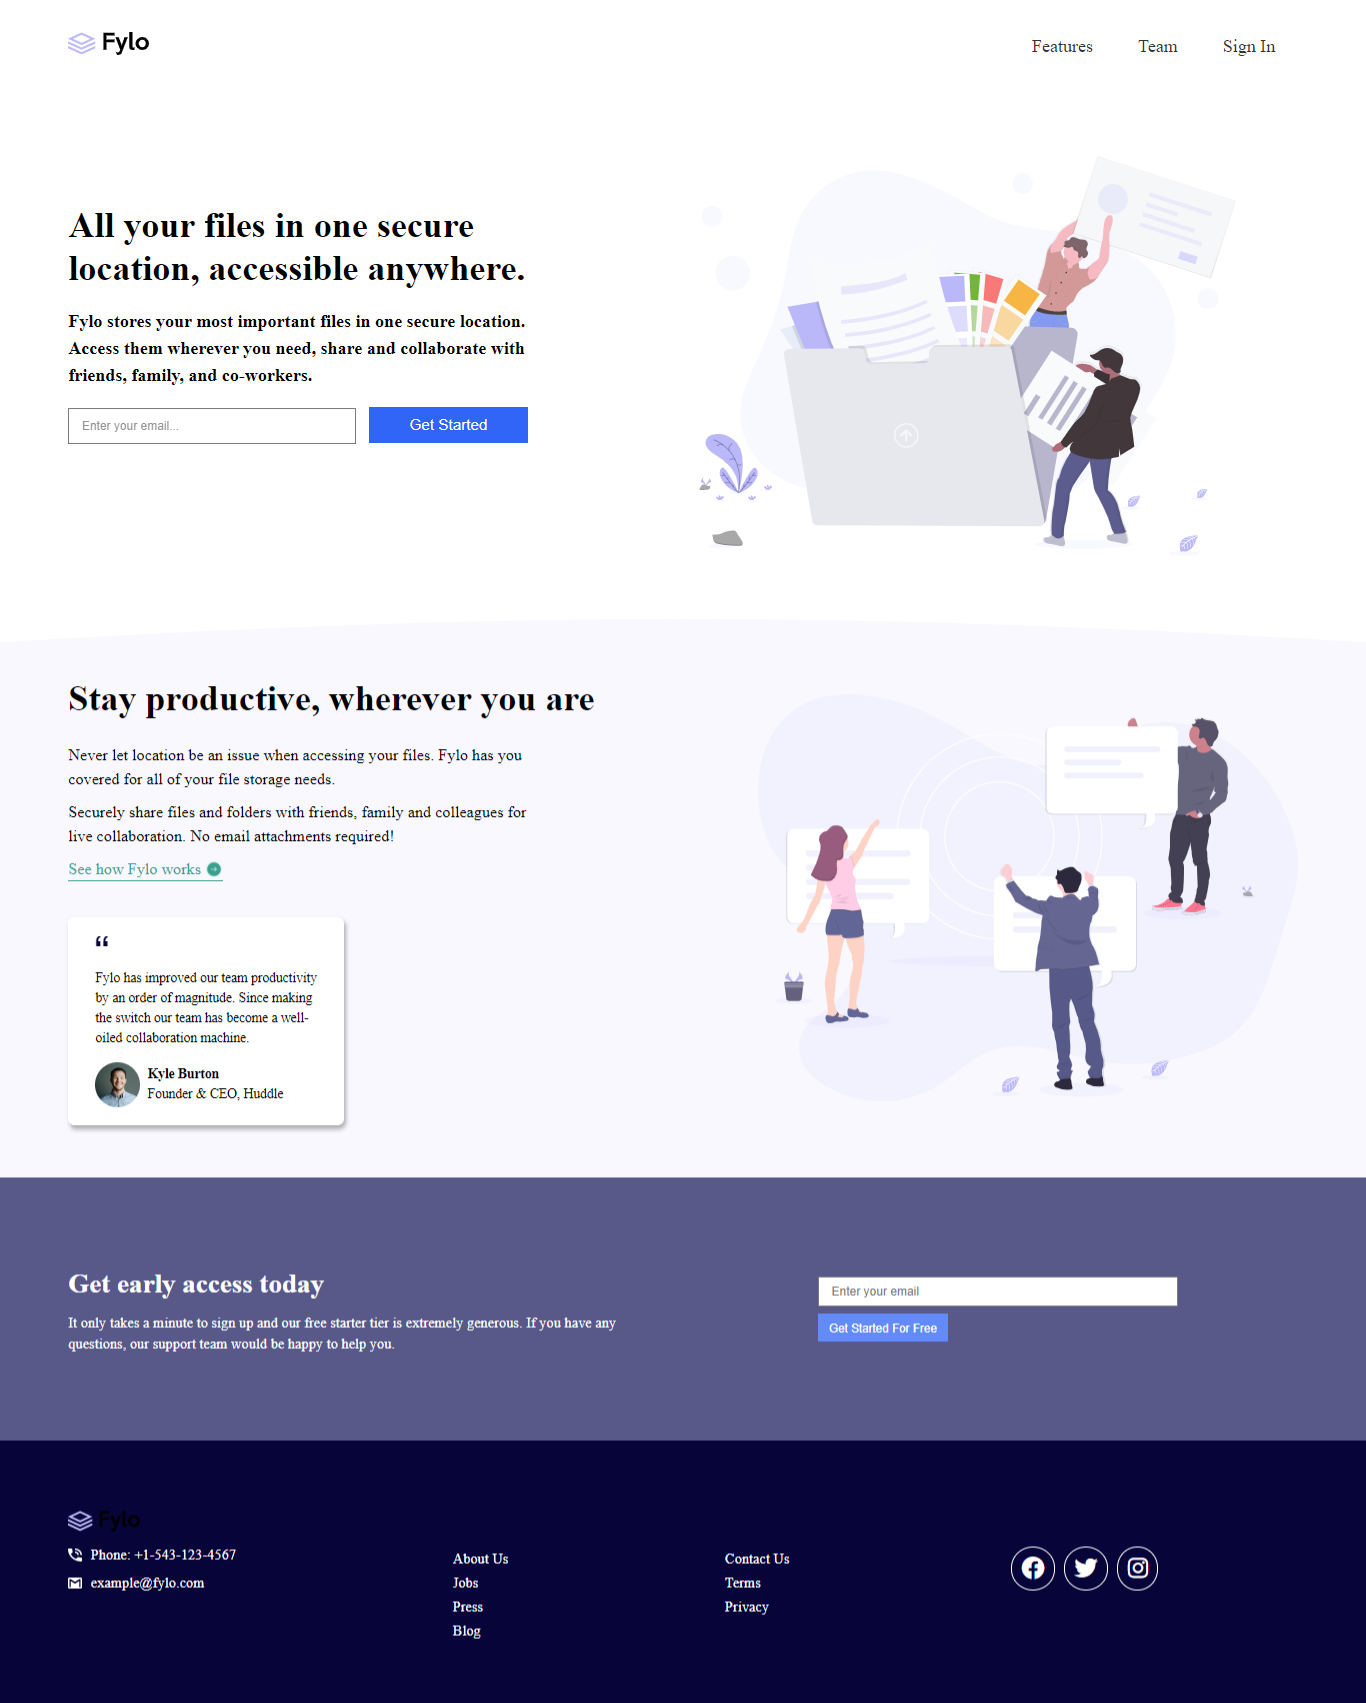 Fylo
Features
Team
Sign In
All your files in one secure
location, accessible anywhere.
Fylo stores your most important files in one secure location.
Access them wherever you need, share and collaborate with
friends, family, and co-workers.
Enter your email...
Get Started
Stay productive, wherever you are
Never let location be an issue when accessing your files. Fylo has you
covered for all of your file storage needs.
Securely share files and folders with friends, family and colleagues for
live collaboration. No email attachments required!
See how Fylo works
“
Fylo has improved our team productivity
by an order of magnitude. Since making
the switch our team has become a well-
oiled collaboration machine.
Kyle Burton
Founder & CEO, Huddle
Get early access today
It only takes a minute to sign up and our free starter tier is extremely generous. If you have any
questions, our support team would be happy to help you.
Enter your email
Get Started For Free
Fylo
Phone: +1-543-123-4567
example@fylo.com
About Us
Jobs
Press
Blog
Contact Us
Terms
Privacy